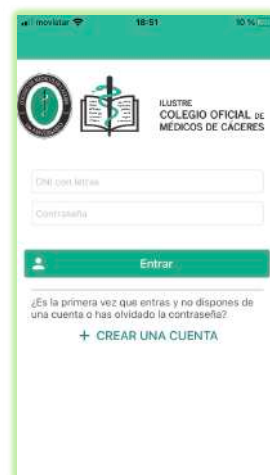 movistar 18:51 10 %
ILUSTRE
COLEGIO OFICIAL DE
MÉDICOS DE CÁCERES
DNI con letras
Contraseña
Entrar
¿Es la primera vez que entras y no dispones de
una cuenta o has olvidado la contraseña?
+ CREAR UNA CUENTA